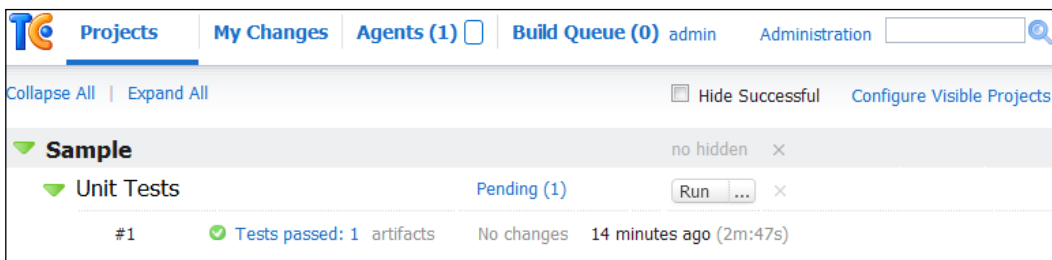 TC Projects My Changes Agents (1) Build Queue (0) admin Administration
Collapse All | Expand All Hide Successful Configure Visible Projects
Sample no hidden ×
Unit Tests Pending (1) Run ... ×
#1 Tests passed: 1 artifacts No changes 14 minutes ago (2m:47s)